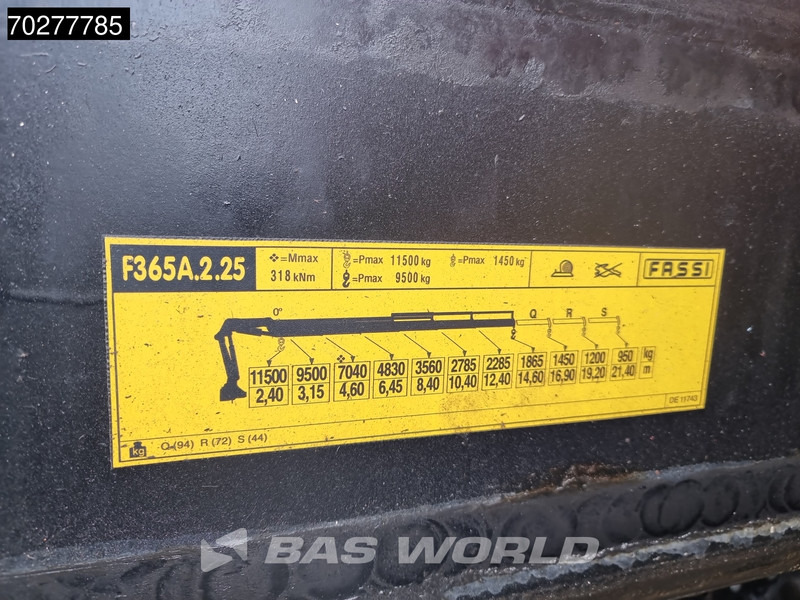 70277785
F365A.2.25
❖=Mmax
318 kNm
=Pmax 11500 kg
=Pmax 9500 kg
=Pmax 1450 kg
FASSI
0°
Q R S
11500 9500 7040 4830 3560 2785 2285 1865 1450 1200 950 kg
2,40 3,15 4,60 6,45 8,40 10,40 12,40 14,60 16,90 19,20 21,40 m
kg Q (94) R (72) S (44)
DE11743
BAS WORLD